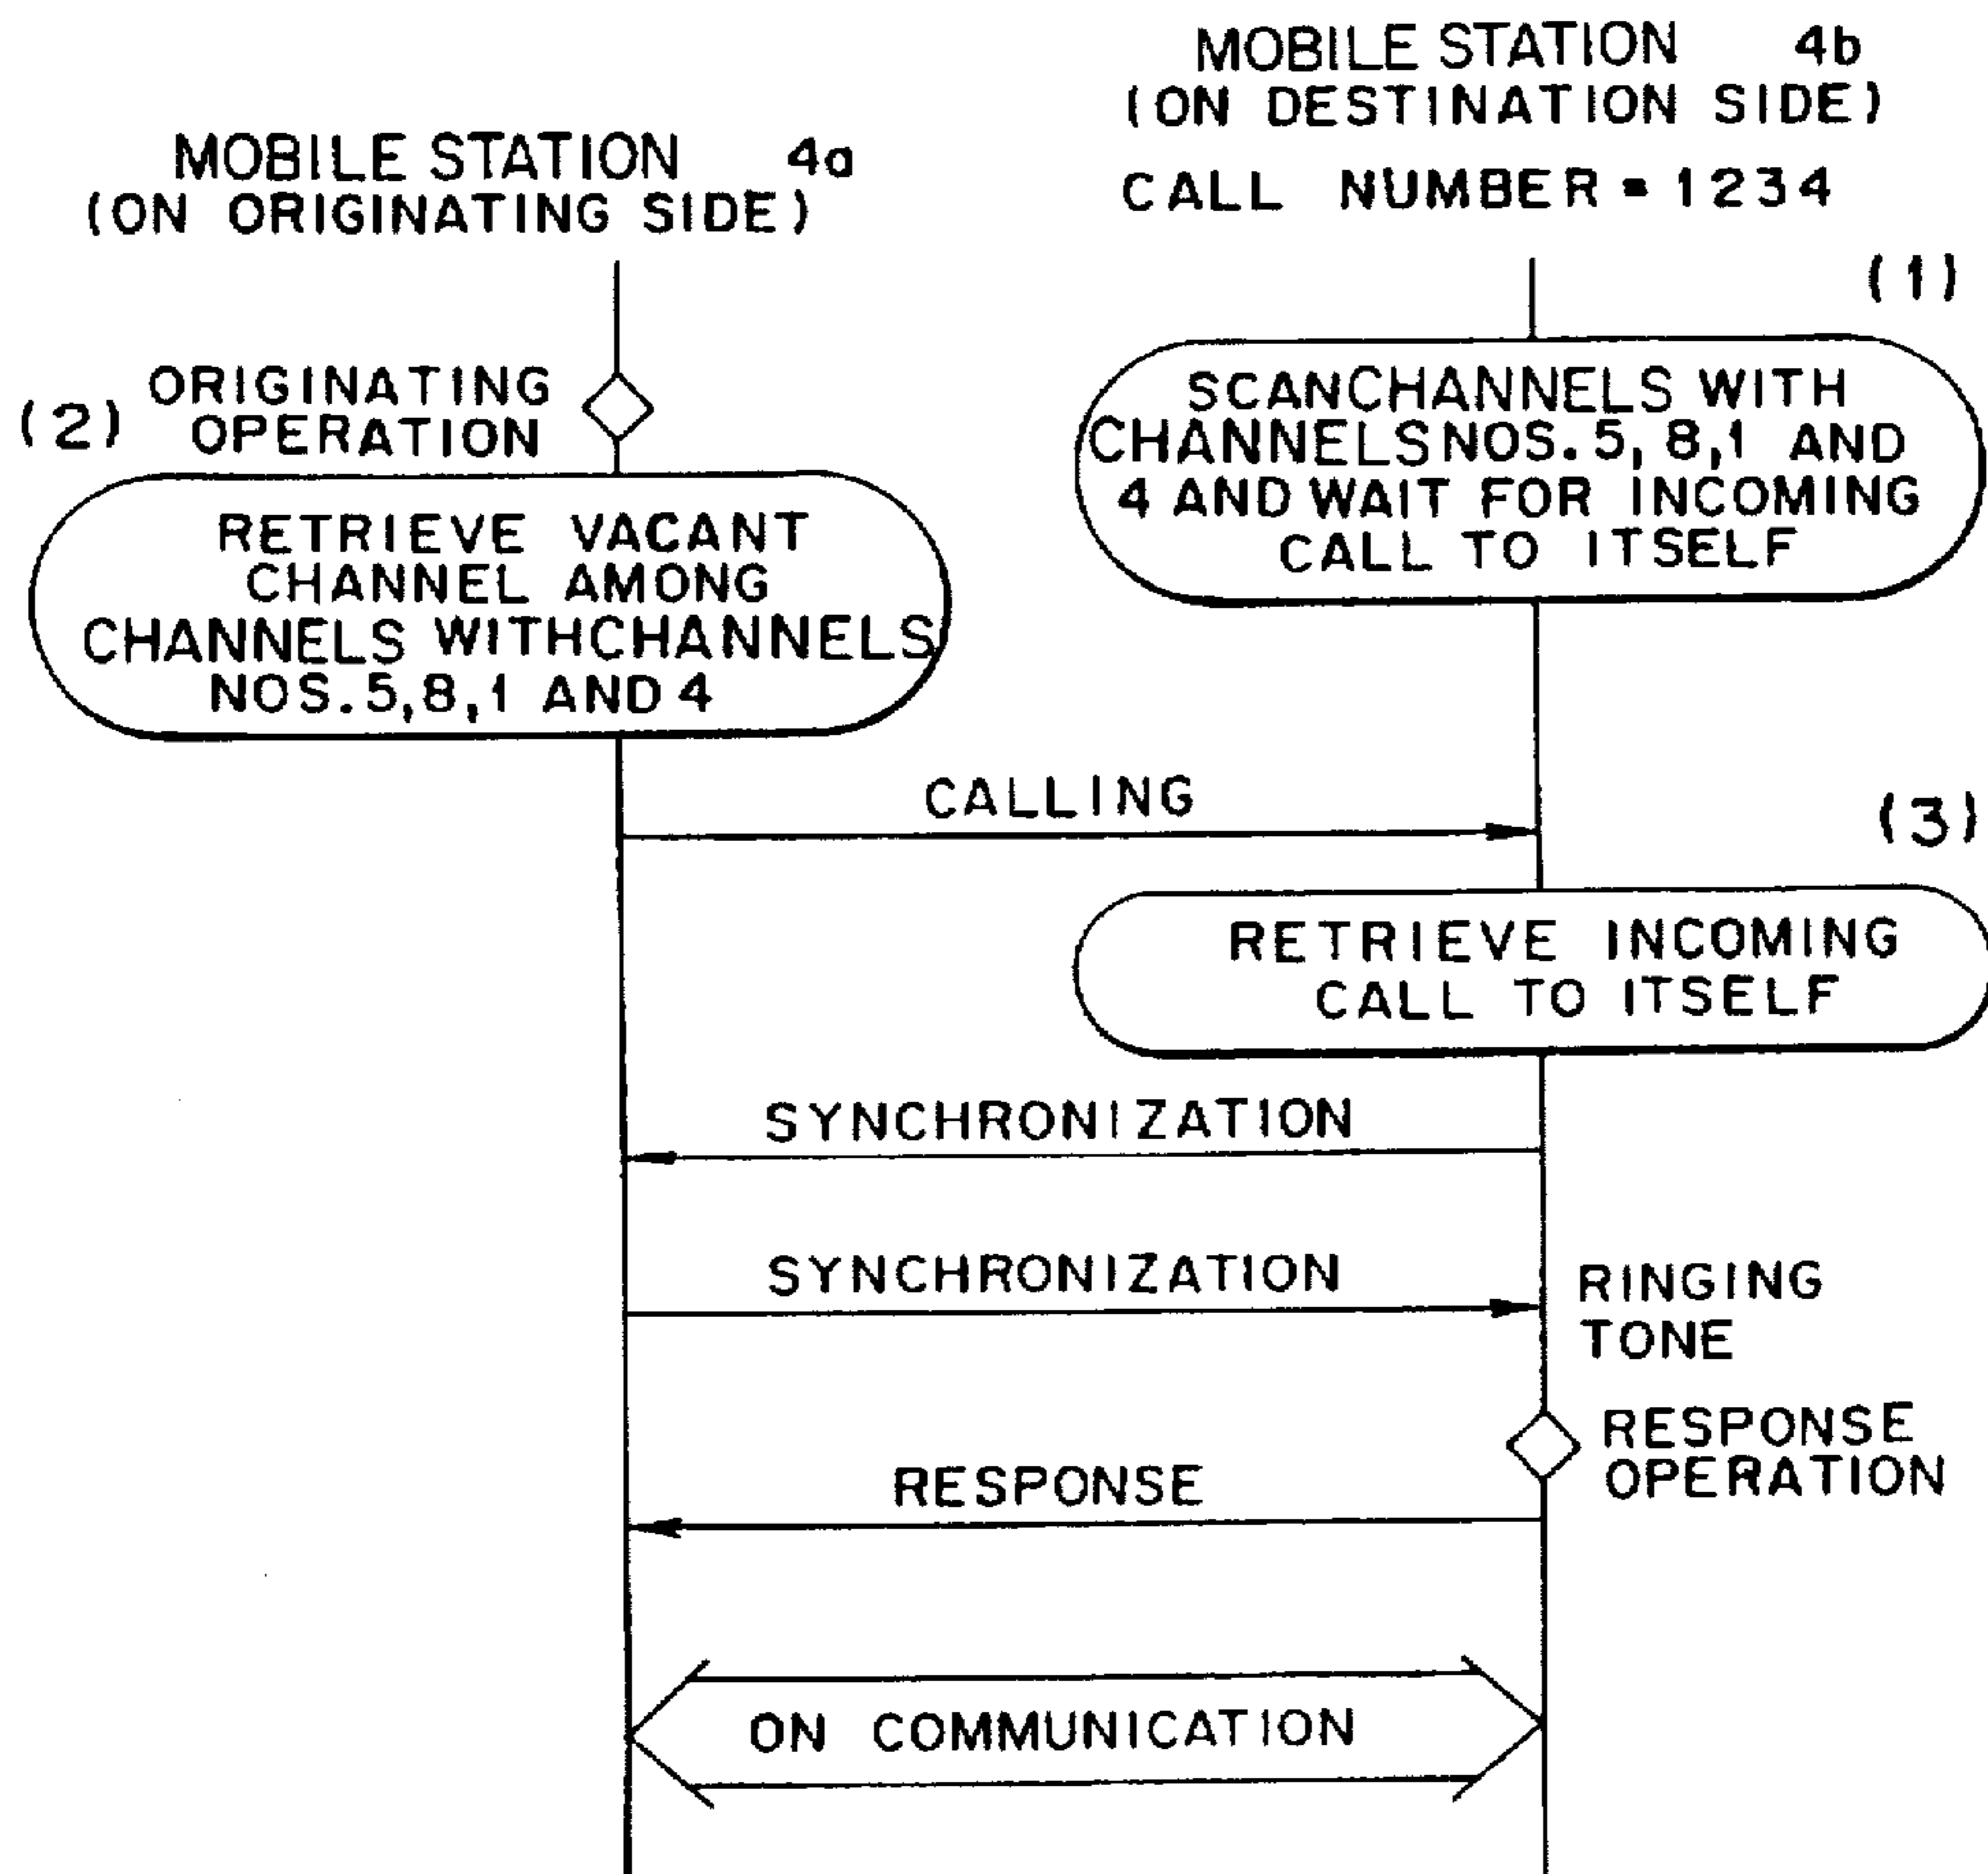 MOBILE STATION 4b
(ON DESTINATION SIDE)
CALL NUMBER = 1234
MOBILE STATION 4a
(ON ORIGINATING SIDE)
(1)
SCANCHANNELS WITH
CHANNELSNOS. 5, 8, 1 AND
4 AND WAIT FOR INCOMING
CALL TO ITSELF
(2) ORIGINATING
OPERATION
RETRIEVE VACANT
CHANNEL AMONG
CHANNELS WITHCHANNELS
NOS. 5, 8, 1 AND 4
CALLING
(3)
RETRIEVE INCOMING
CALL TO ITSELF
SYNCHRONIZATION
SYNCHRONIZATION
RINGING
TONE
RESPONSE
OPERATION
RESPONSE
ON COMMUNICATION